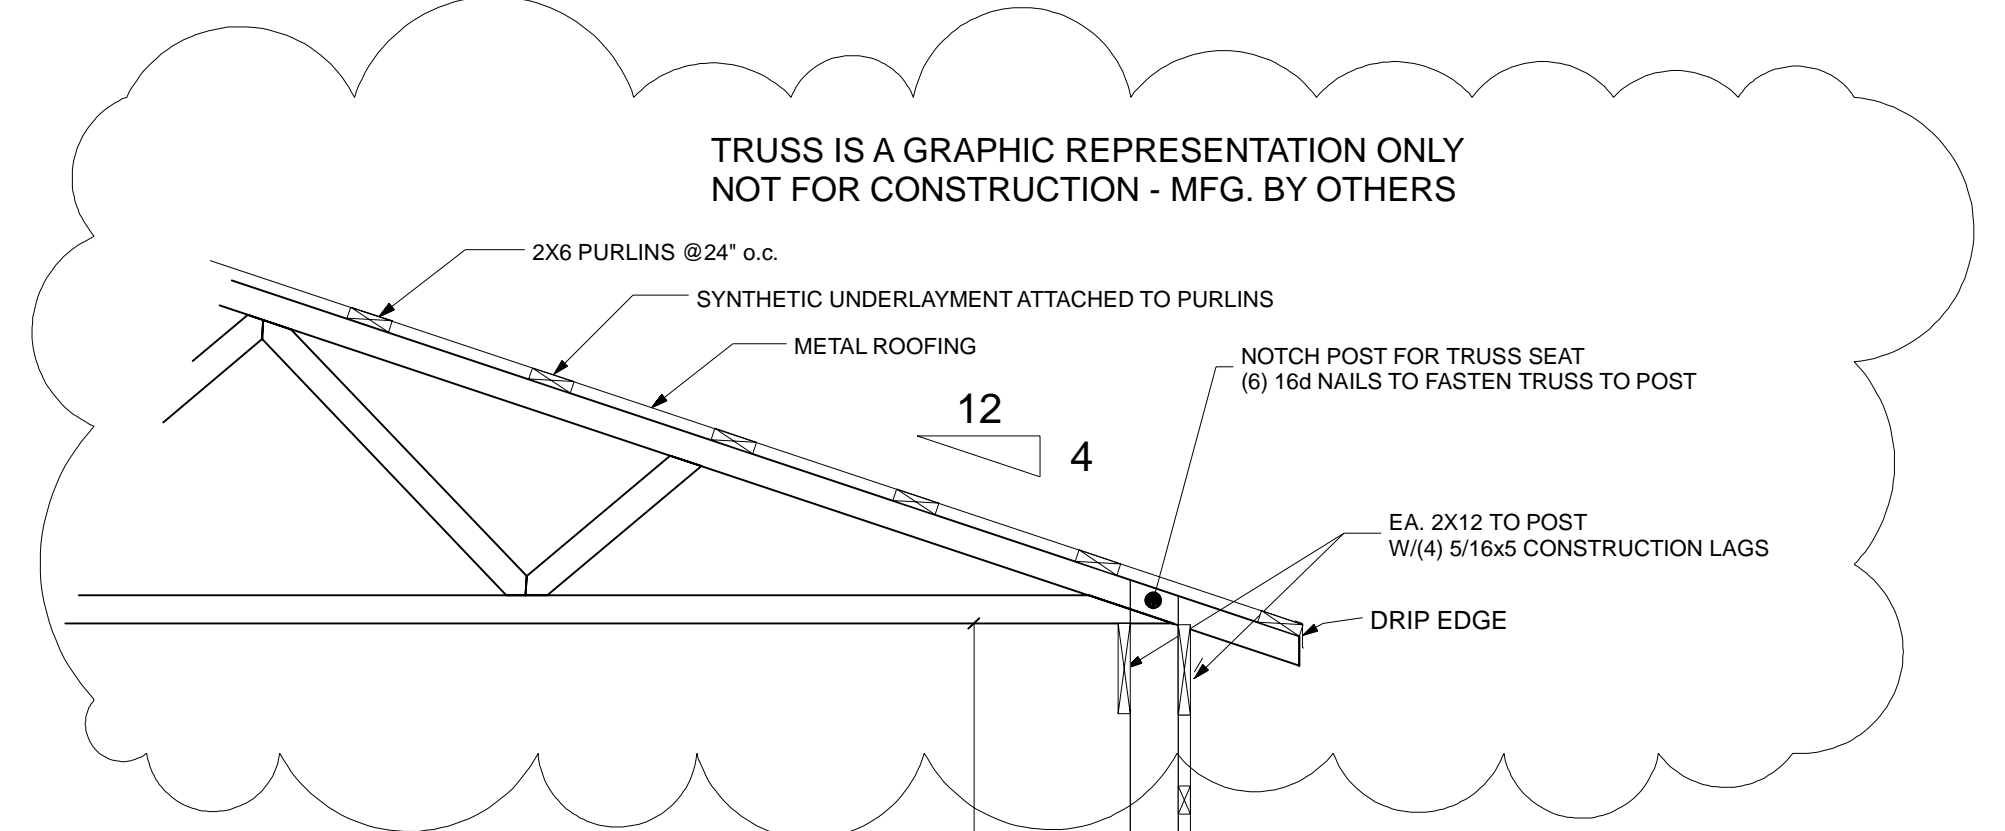 TRUSS IS A GRAPHIC REPRESENTATION ONLY
NOT FOR CONSTRUCTION - MFG. BY OTHERS
2X6 PURLINS @24" o.c.
SYNTHETIC UNDERLAYMENT ATTACHED TO PURLINS
METAL ROOFING
NOTCH POST FOR TRUSS SEAT
(6) 16d NAILS TO FASTEN TRUSS TO POST
12
4
EA. 2X12 TO POST
W/(4) 5/16x5 CONSTRUCTION LAGS
DRIP EDGE